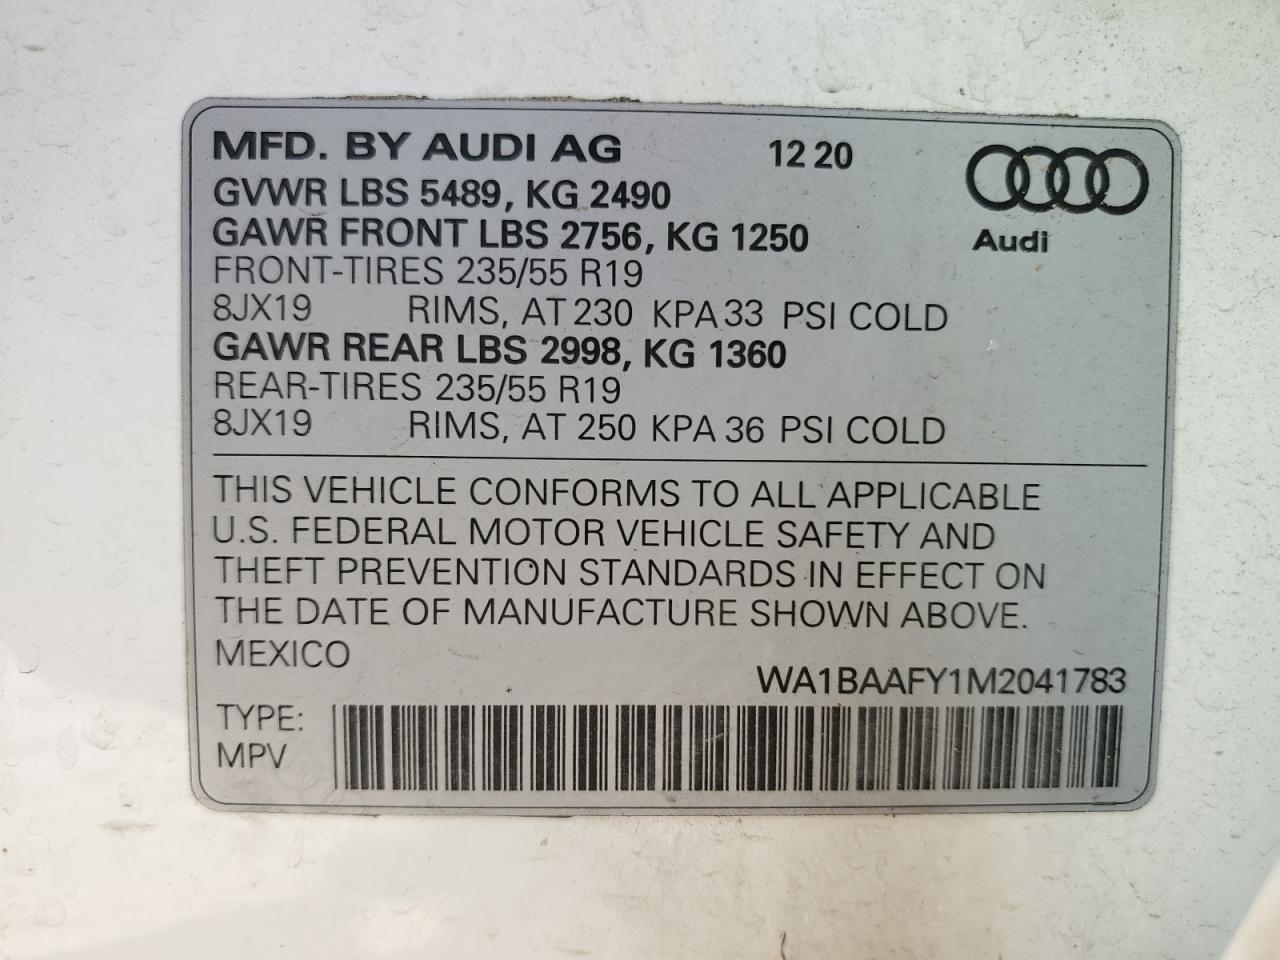 MFD. BY AUDI AG 12 20
GVWR LBS 5489, KG 2490
GAWR FRONT LBS 2756, KG 1250
Audi
FRONT-TIRES 235/55 R19
8JX19 RIMS, AT 230 KPA 33 PSI COLD
GAWR REAR LBS 2998, KG 1360
REAR-TIRES 235/55 R19
8JX19 RIMS, AT 250 KPA 36 PSI COLD
THIS VEHICLE CONFORMS TO ALL APPLICABLE
U.S. FEDERAL MOTOR VEHICLE SAFETY AND
THEFT PREVENTION STANDARDS IN EFFECT ON
THE DATE OF MANUFACTURE SHOWN ABOVE.
MEXICO
WA1BAAFY1M2041783
TYPE:
MPV